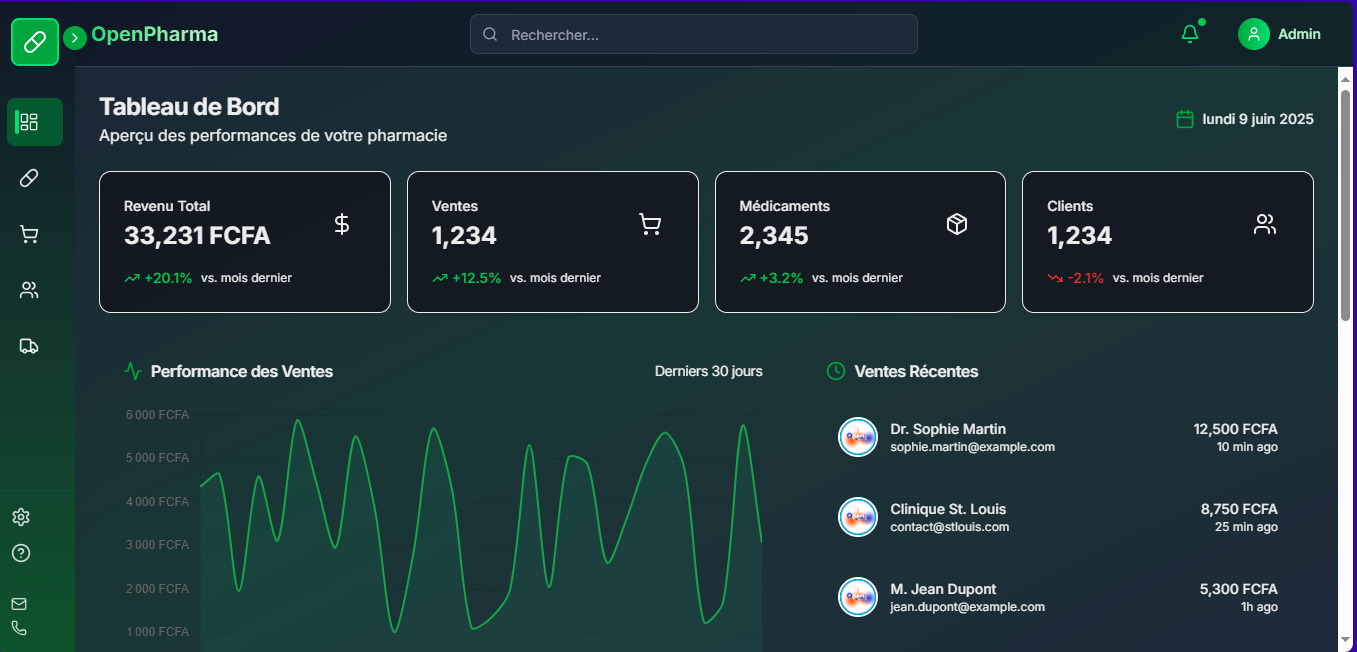 OpenPharma
Rechercher...
Admin
Tableau de Bord
Aperçu des performances de votre pharmacie
lundi 9 juin 2025
Revenu Total
33,231 FCFA
+20.1% vs. mois dernier
Ventes
1,234
+12.5% vs. mois dernier
Médicaments
2,345
+3.2% vs. mois dernier
Clients
1,234
-2.1% vs. mois dernier
Performance des Ventes
Derniers 30 jours
6 000 FCFA
5 000 FCFA
4 000 FCFA
3 000 FCFA
2 000 FCFA
1 000 FCFA
Ventes Récentes
Dr. Sophie Martin
sophie.martin@example.com
12,500 FCFA
10 min ago
Clinique St. Louis
contact@stlouis.com
8,750 FCFA
25 min ago
M. Jean Dupont
jean.dupont@example.com
5,300 FCFA
1h ago